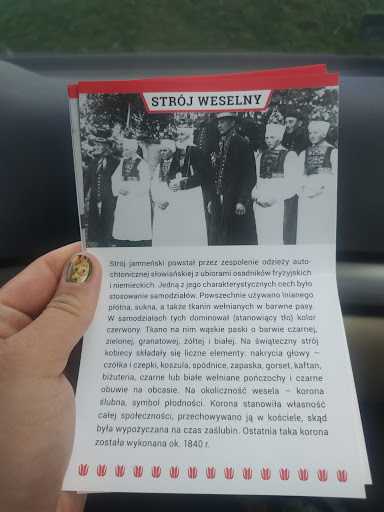 STRÓJ WESELNY
Strój jamneński powstał przez zespolenie odzieży auto-
chtonicznej słowiańskiej z ubiorami osadników fryzyjskich
i niemieckich. Jedną z jego charakterystycznych cech było
stosowanie samodziałów. Powszechnie używano lnianego
płótna, sukna, a także tkanin wełnianych w barwne pasy.
W samodziałach tych dominował (stanowiący tło) kolor
czerwony. Tkano na nim wąskie paski o barwie czarnej,
zielonej, granatowej, żółtej i białej. Na świąteczny strój
kobiecy składały się liczne elementy: nakrycia głowy –
czółka i czepki, koszula, spódnice, zapaska, gorset, kaftan,
biżuteria, czarne lub białe wełniane pończochy i czarne
obuwie na obcasie. Na okoliczność wesela – korona
ślubna, symbol płodności. Korona stanowiła własność
całej społeczności, przechowywano ją w kościele, skąd
była wypożyczana na czas zaślubin. Ostatnia taka korona
została wykonana ok. 1840 r.